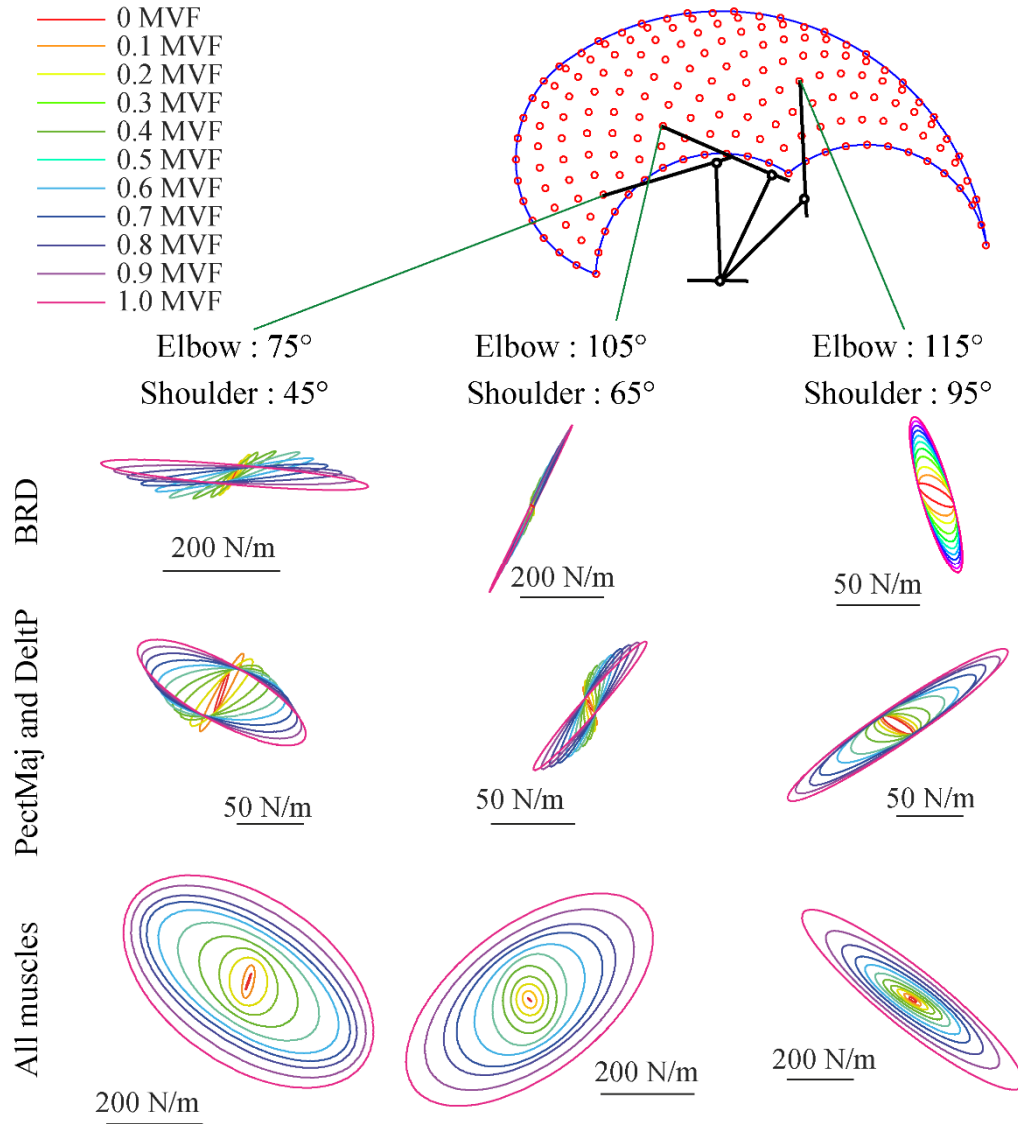 0 MVF
0.1 MVF
0.2 MVF
0.3 MVF
0.4 MVF
0.5 MVF
0.6 MVF
0.7 MVF
0.8 MVF
0.9 MVF
1.0 MVF
Elbow : 75°
Shoulder : 45°
Elbow : 105°
Shoulder : 65°
Elbow : 115°
Shoulder : 95°
BRD
200 N/m
200 N/m
50 N/m
PectMaj and DeltP
50 N/m
50 N/m
50 N/m
All muscles
200 N/m
200 N/m
200 N/m